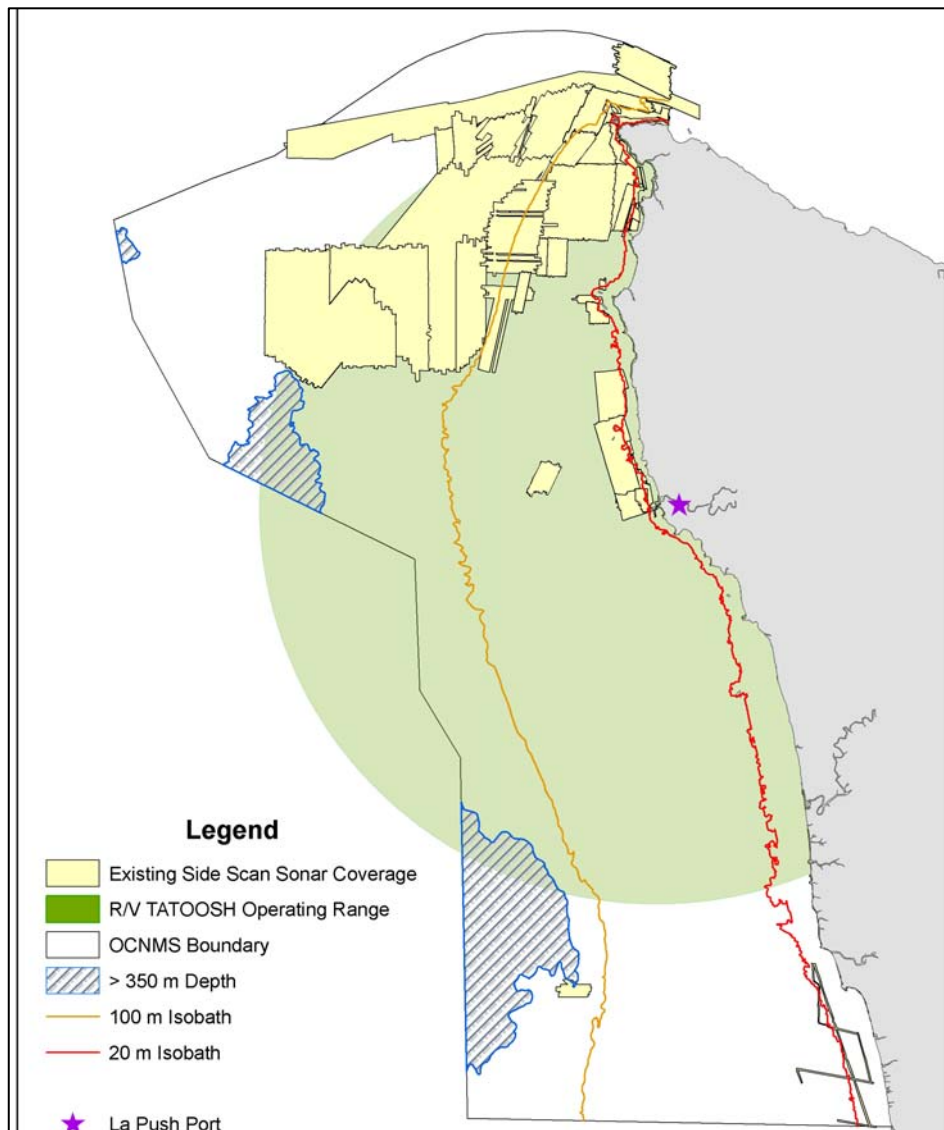 Legend
Existing Side Scan Sonar Coverage
R/V TATOOSH Operating Range
OCNMS Boundary
> 350 m Depth
100 m Isobath
20 m Isobath
La Push Port